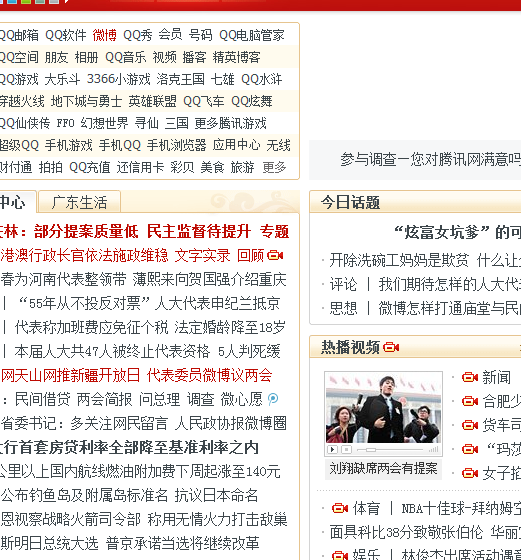 QQ邮箱 QQ软件 微博 QQ秀 会员 号码 QQ电脑管家
QQ空间 朋友 相册 QQ音乐 视频 播客 精英博客
QQ游戏 大乐斗 3366小游戏 洛克王国 七雄 QQ水浒
穿越火线 地下城与勇士 英雄联盟 QQ飞车 QQ炫舞
QQ仙侠传 FFO 幻想世界 寻仙 三国 更多腾讯游戏
超级QQ 手机游戏 手机QQ 手机浏览器 应用中心 无线
财付通 拍拍 QQ充值 还信用卡 彩贝 美食 旅游 更多
参与调查—您对腾讯网满意吗
中心 广东生活
林：部分提案质量低 民主监督待提升 专题
港澳行政长官依法施政维稳 文字实录 回顾
春为河南代表整领带 薄熙来向贺国强介绍重庆
| “55年从不投反对票”人大代表申纪兰抵京
| 代表称加班费应免征个税 法定婚龄降至18岁
| 本届人大共47人被终止代表资格 5人判死缓
网天山网推新疆开放日 代表委员微博议两会
：民间借贷 两会简报 问总理 调查 微心愿
省委书记：多关注网民留言 人民政协报微博圈
行首套房贷利率全部降至基准利率之内
公里以上国内航线燃油附加费下周起涨至140元
公布钓鱼岛及附属岛标准名 抗议日本命名
恩视察战略火箭司令部 称用无情火力打击敌巢
斯明日总统大选 普京承诺当选将继续改革
今日话题
“炫富女坑爹”的可
· 开除洗碗工妈妈是欺贫 什么让
· 评论 | 我们期待怎样的人大代
· 思想 | 微博怎样打通庙堂与民
热播视频
刘翔缺席两会有提案
· 新闻
· 合肥少
· 货车司
· “玛莎
· 女子掐
· 体育 | NBA十佳球-拜纳姆空
· 面具科比38分致敬张伯伦 华丽
· 娱乐 | 林俊杰出席活动遇窘